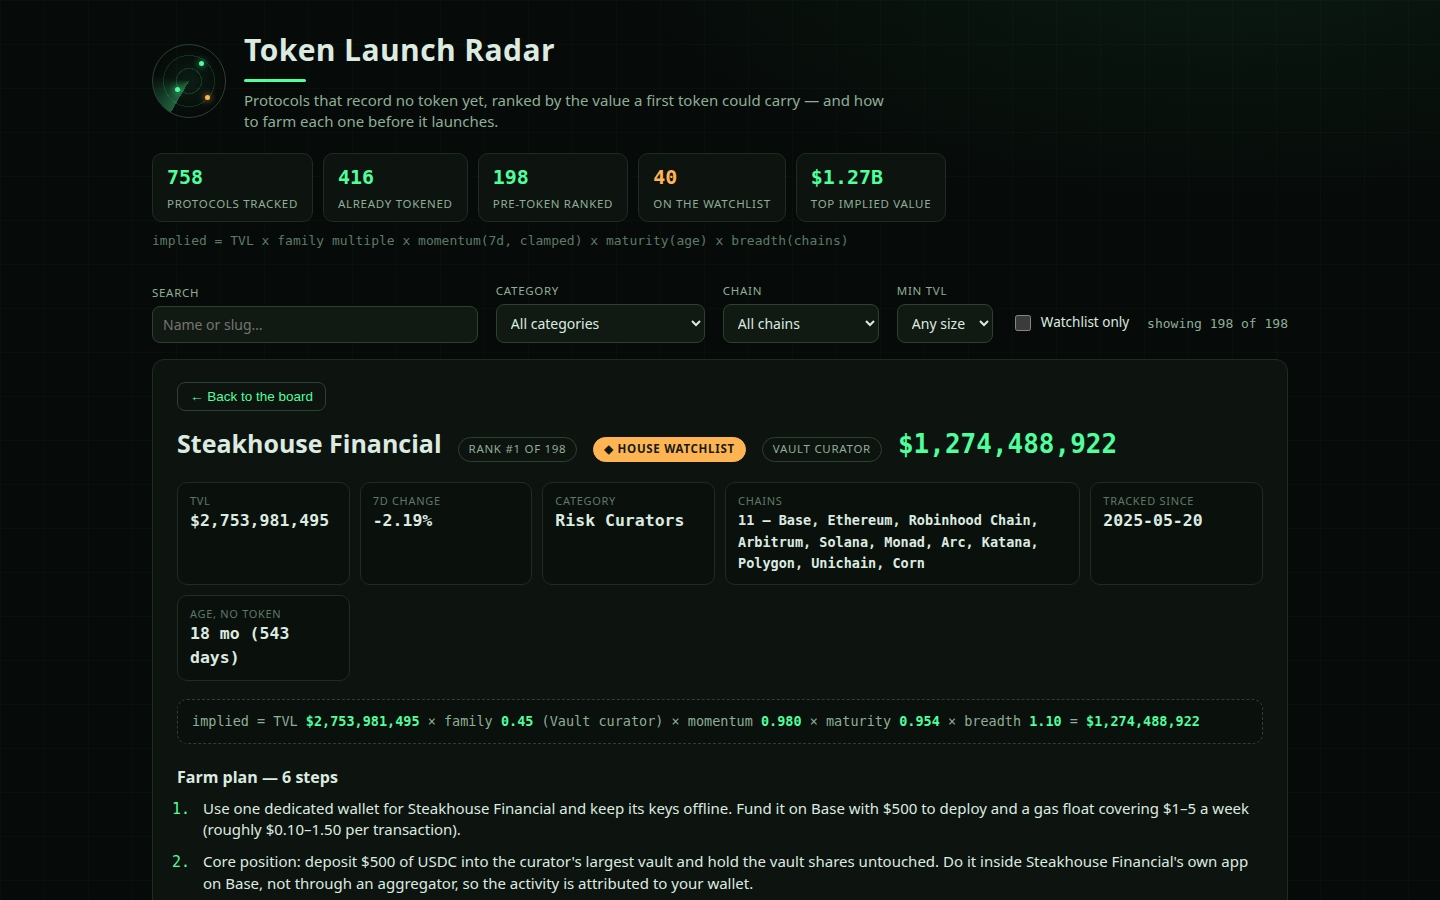 Token Launch Radar
Protocols that record no token yet, ranked by the value a first token could carry — and how
to farm each one before it launches.
758
PROTOCOLS TRACKED
416
ALREADY TOKENED
198
PRE-TOKEN RANKED
40
ON THE WATCHLIST
$1.27B
TOP IMPLIED VALUE
implied = TVL x family multiple x momentum(7d, clamped) x maturity(age) x breadth(chains)
SEARCH
Name or slug…
CATEGORY
All categories
CHAIN
All chains
MIN TVL
Any size
Watchlist only
showing 198 of 198
← Back to the board
Steakhouse Financial
RANK #1 OF 198
◆ HOUSE WATCHLIST
VAULT CURATOR
$1,274,488,922
TVL
$2,753,981,495
7D CHANGE
-2.19%
CATEGORY
Risk Curators
CHAINS
11 — Base, Ethereum, Robinhood Chain,
Arbitrum, Solana, Monad, Arc, Katana,
Polygon, Unichain, Corn
TRACKED SINCE
2025-05-20
AGE, NO TOKEN
18 mo (543
days)
implied = TVL $2,753,981,495 × family 0.45 (Vault curator) × momentum 0.980 × maturity 0.954 × breadth 1.10 = $1,274,488,922
Farm plan — 6 steps
1. Use one dedicated wallet for Steakhouse Financial and keep its keys offline. Fund it on Base with $500 to deploy and a gas float covering $1–5 a week
(roughly $0.10–1.50 per transaction).
2. Core position: deposit $500 of USDC into the curator's largest vault and hold the vault shares untouched. Do it inside Steakhouse Financial's own app
on Base, not through an aggregator, so the activity is attributed to your wallet.